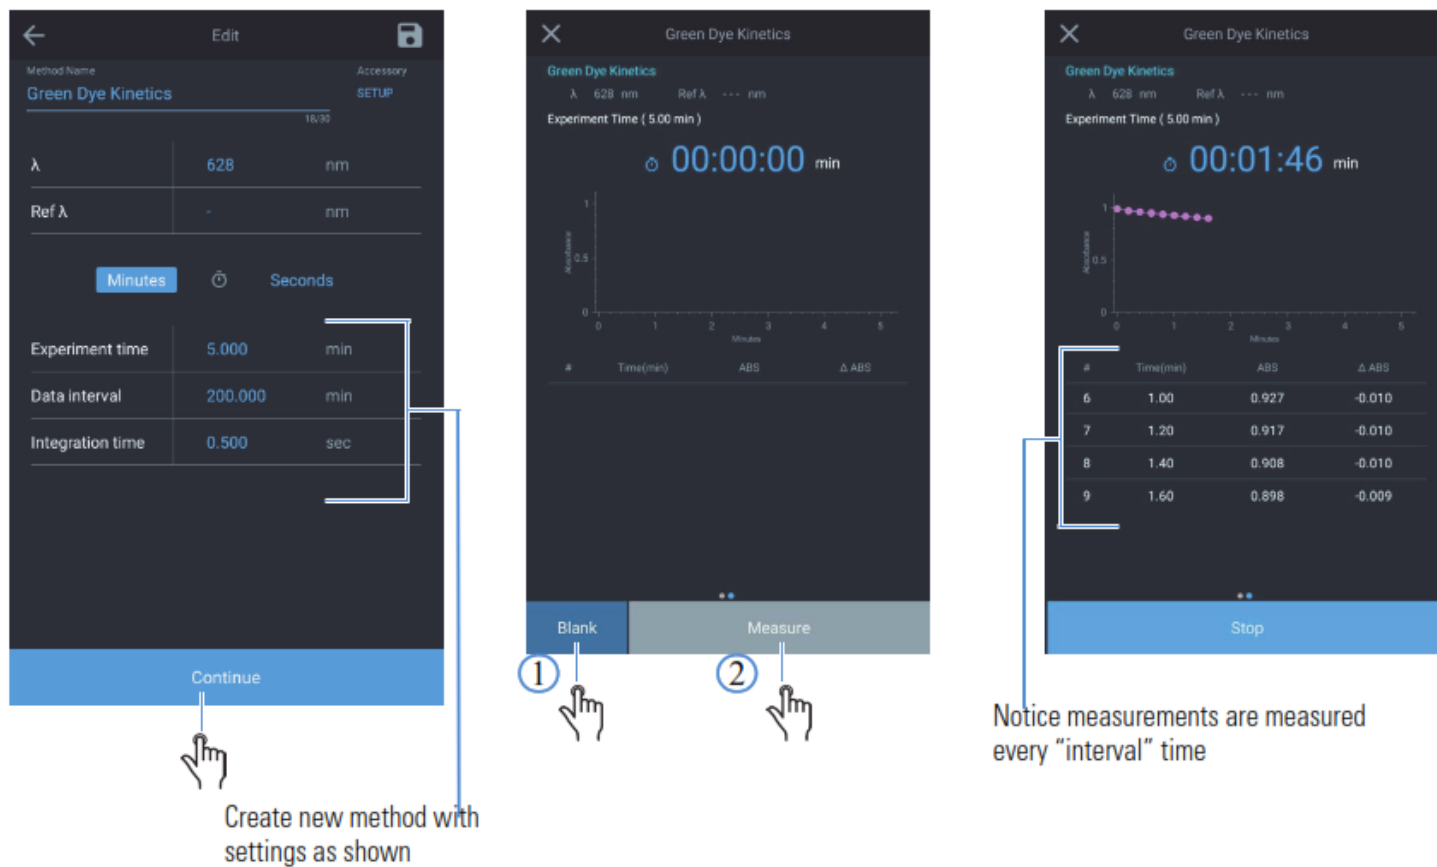 Edit
Method Name
Accessory
Green Dye Kinetics
SETUP
18/30
λ 628 nm
Ref λ - nm
Minutes Seconds
Experiment time 5.000 min
Data interval 200.000 min
Integration time 0.500 sec
Continue
Create new method with
settings as shown
Green Dye Kinetics
Green Dye Kinetics
λ 628 nm Ref λ --- nm
Experiment Time ( 5.00 min )
00:00:00 min
1
0.5
0
Absorbance
0 1 2 3 4 5
Minutes
# Time(min) ABS Δ ABS
Blank Measure
1 2
Green Dye Kinetics
Green Dye Kinetics
λ 628 nm Ref λ --- nm
Experiment Time ( 5.00 min )
00:01:46 min
1
0.5
0
Absorbance
0 1 2 3 4 5
Minutes
# Time(min) ABS Δ ABS
6 1.00 0.927 -0.010
7 1.20 0.917 -0.010
8 1.40 0.908 -0.010
9 1.60 0.898 -0.009
Stop
Notice measurements are measured
every “interval” time